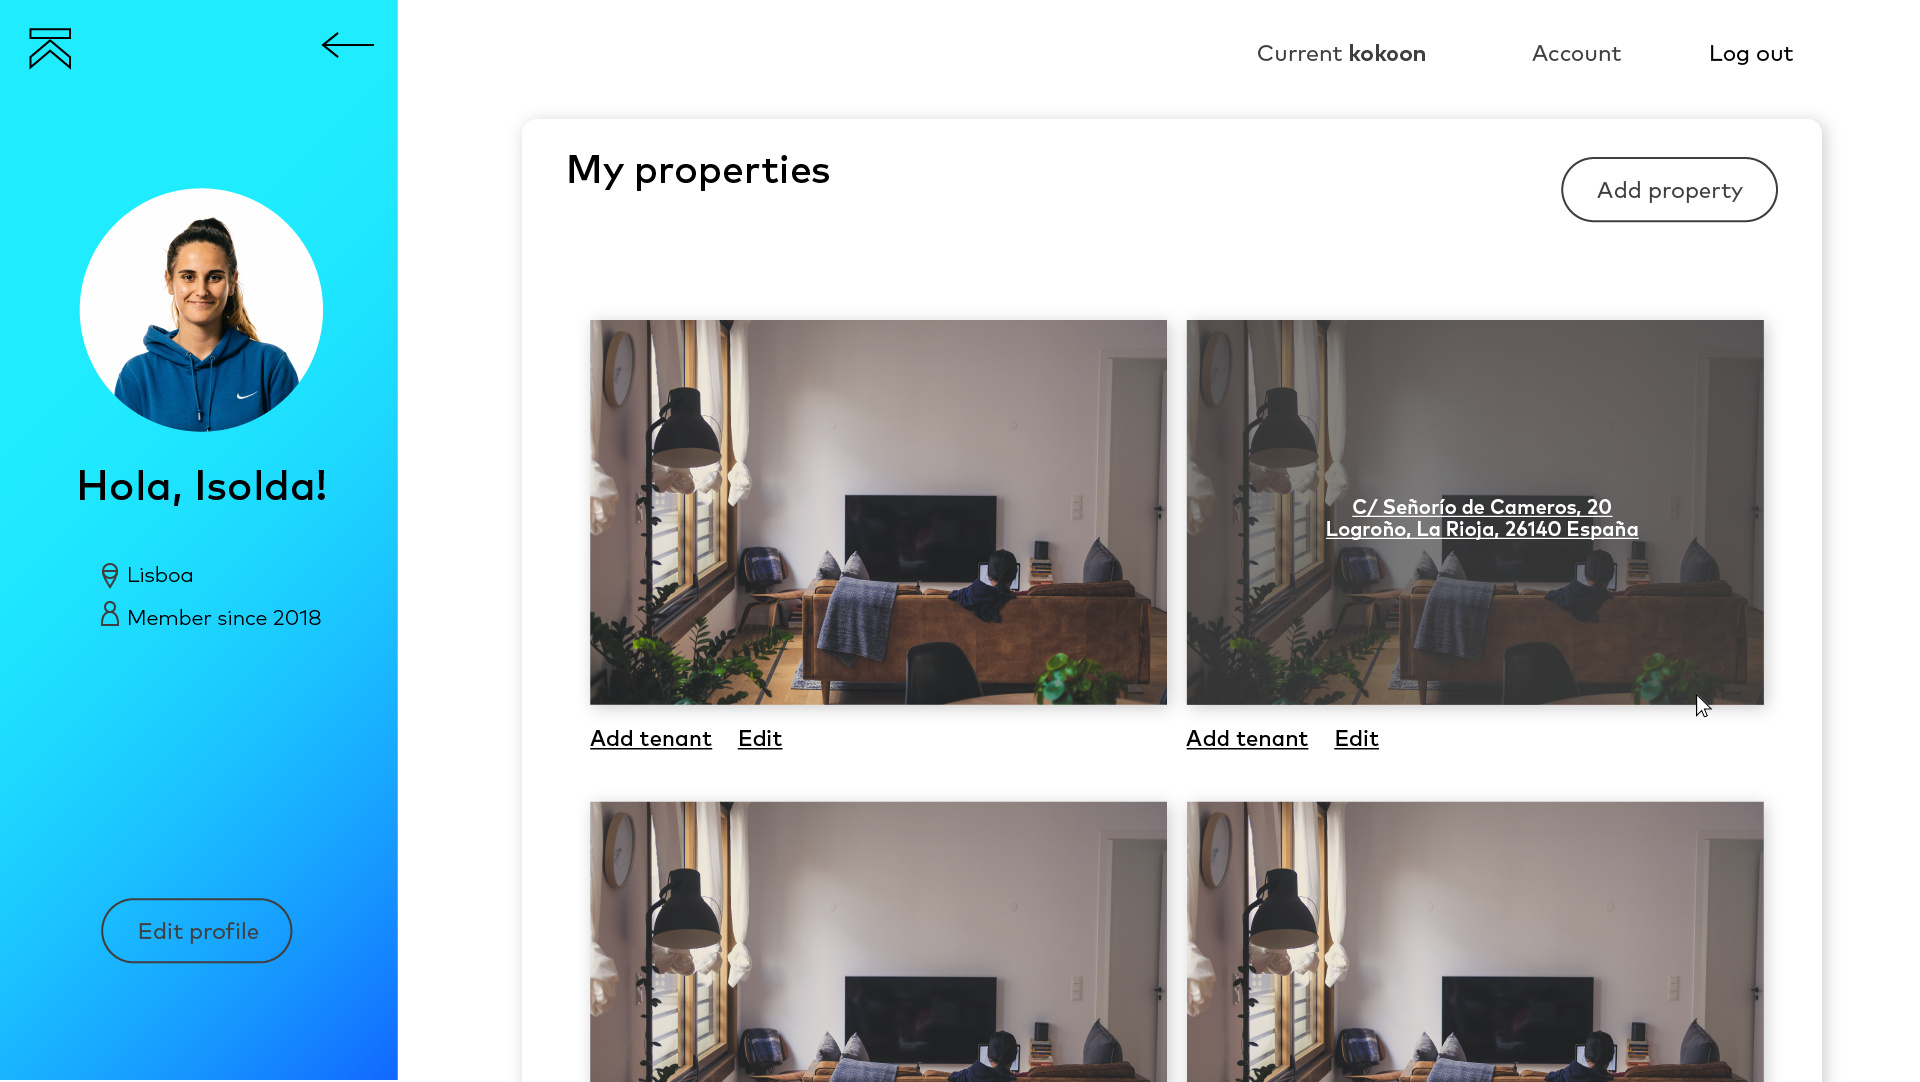 Current kokoon
Account
Log out
My properties
Add property
Hola, Isolda!
Lisboa
Member since 2018
Edit profile
C/ Señorío de Cameros, 20
Logroño, La Rioja, 26140 España
Add tenant
Edit
Add tenant
Edit